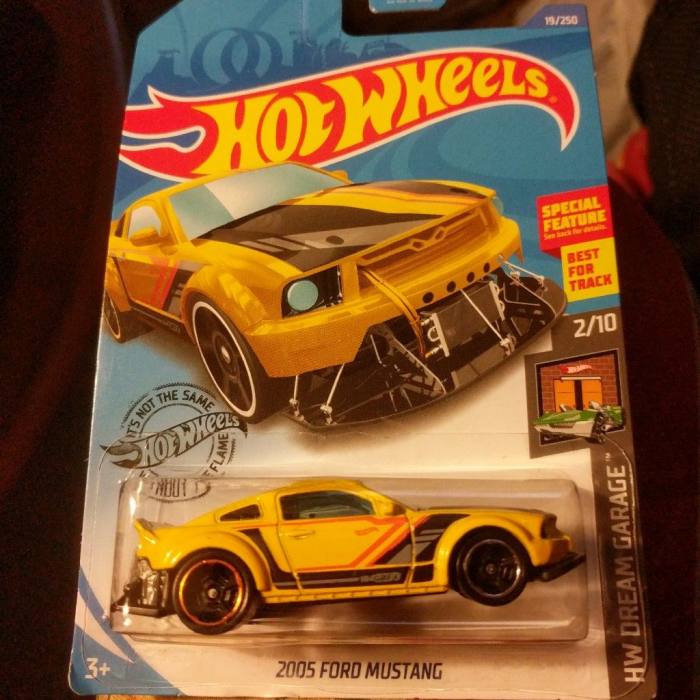 19/250
HOT WHEELS
SPECIAL
FEATURE
See back for details.
BEST
FOR
TRACK
2/10
IT'S NOT THE SAME
HOT WHEELS
FLAME
HW DREAM GARAGE™
3+
2005 FORD MUSTANG